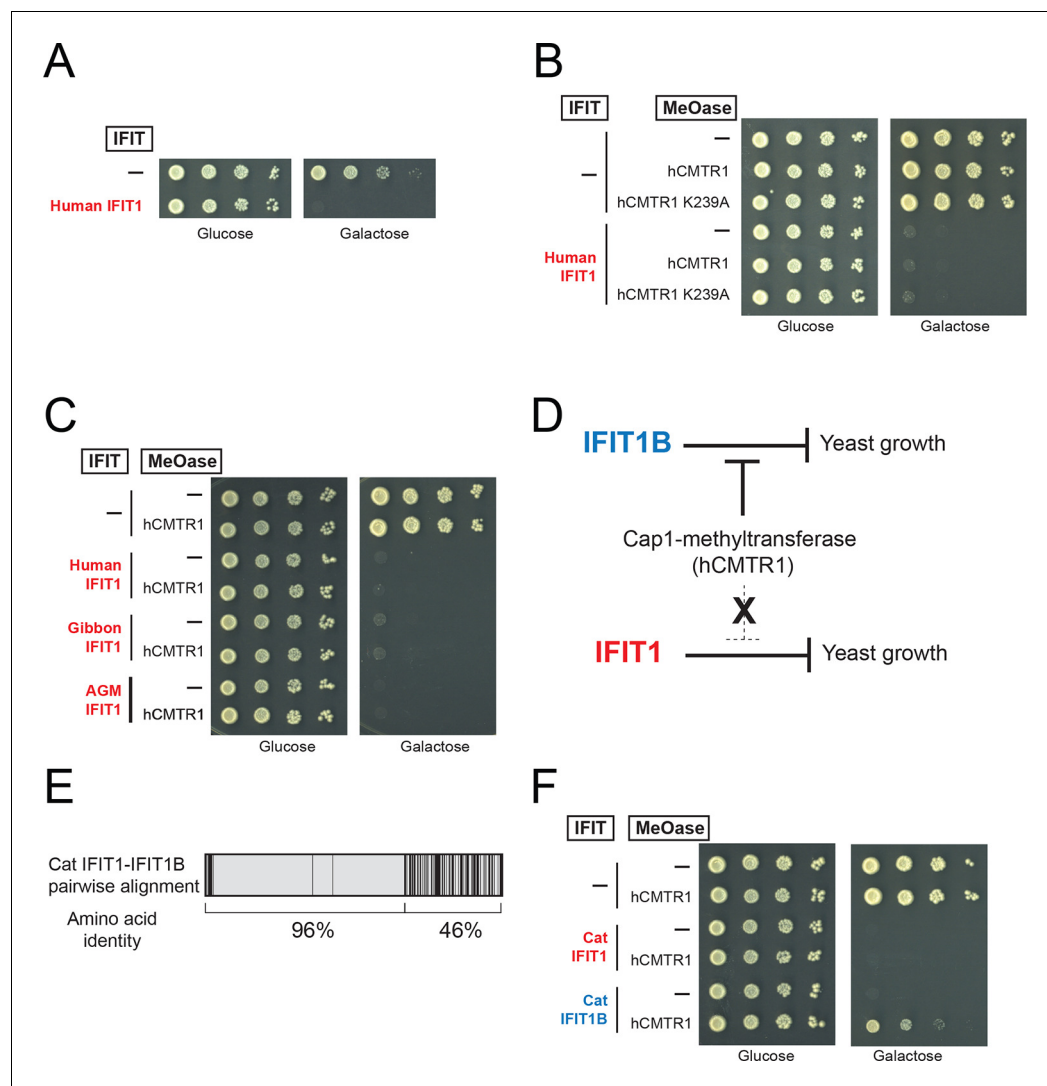 A
IFIT
–
Human IFIT1
Glucose
Galactose
B
IFIT
MeOase
–
–
hCMTR1
hCMTR1 K239A
Human
IFIT1
–
hCMTR1
hCMTR1 K239A
Glucose
Galactose
C
IFIT
MeOase
–
–
hCMTR1
Human
IFIT1
–
hCMTR1
Gibbon
IFIT1
–
hCMTR1
AGM
IFIT1
–
hCMTR1
Glucose
Galactose
D
IFIT1B
Yeast growth
Cap1-methyltransferase
(hCMTR1)
X
IFIT1
Yeast growth
E
Cat IFIT1-IFIT1B
pairwise alignment
Amino acid
identity
96%
46%
F
IFIT
MeOase
–
–
hCMTR1
Cat
IFIT1
–
hCMTR1
Cat
IFIT1B
–
hCMTR1
Glucose
Galactose